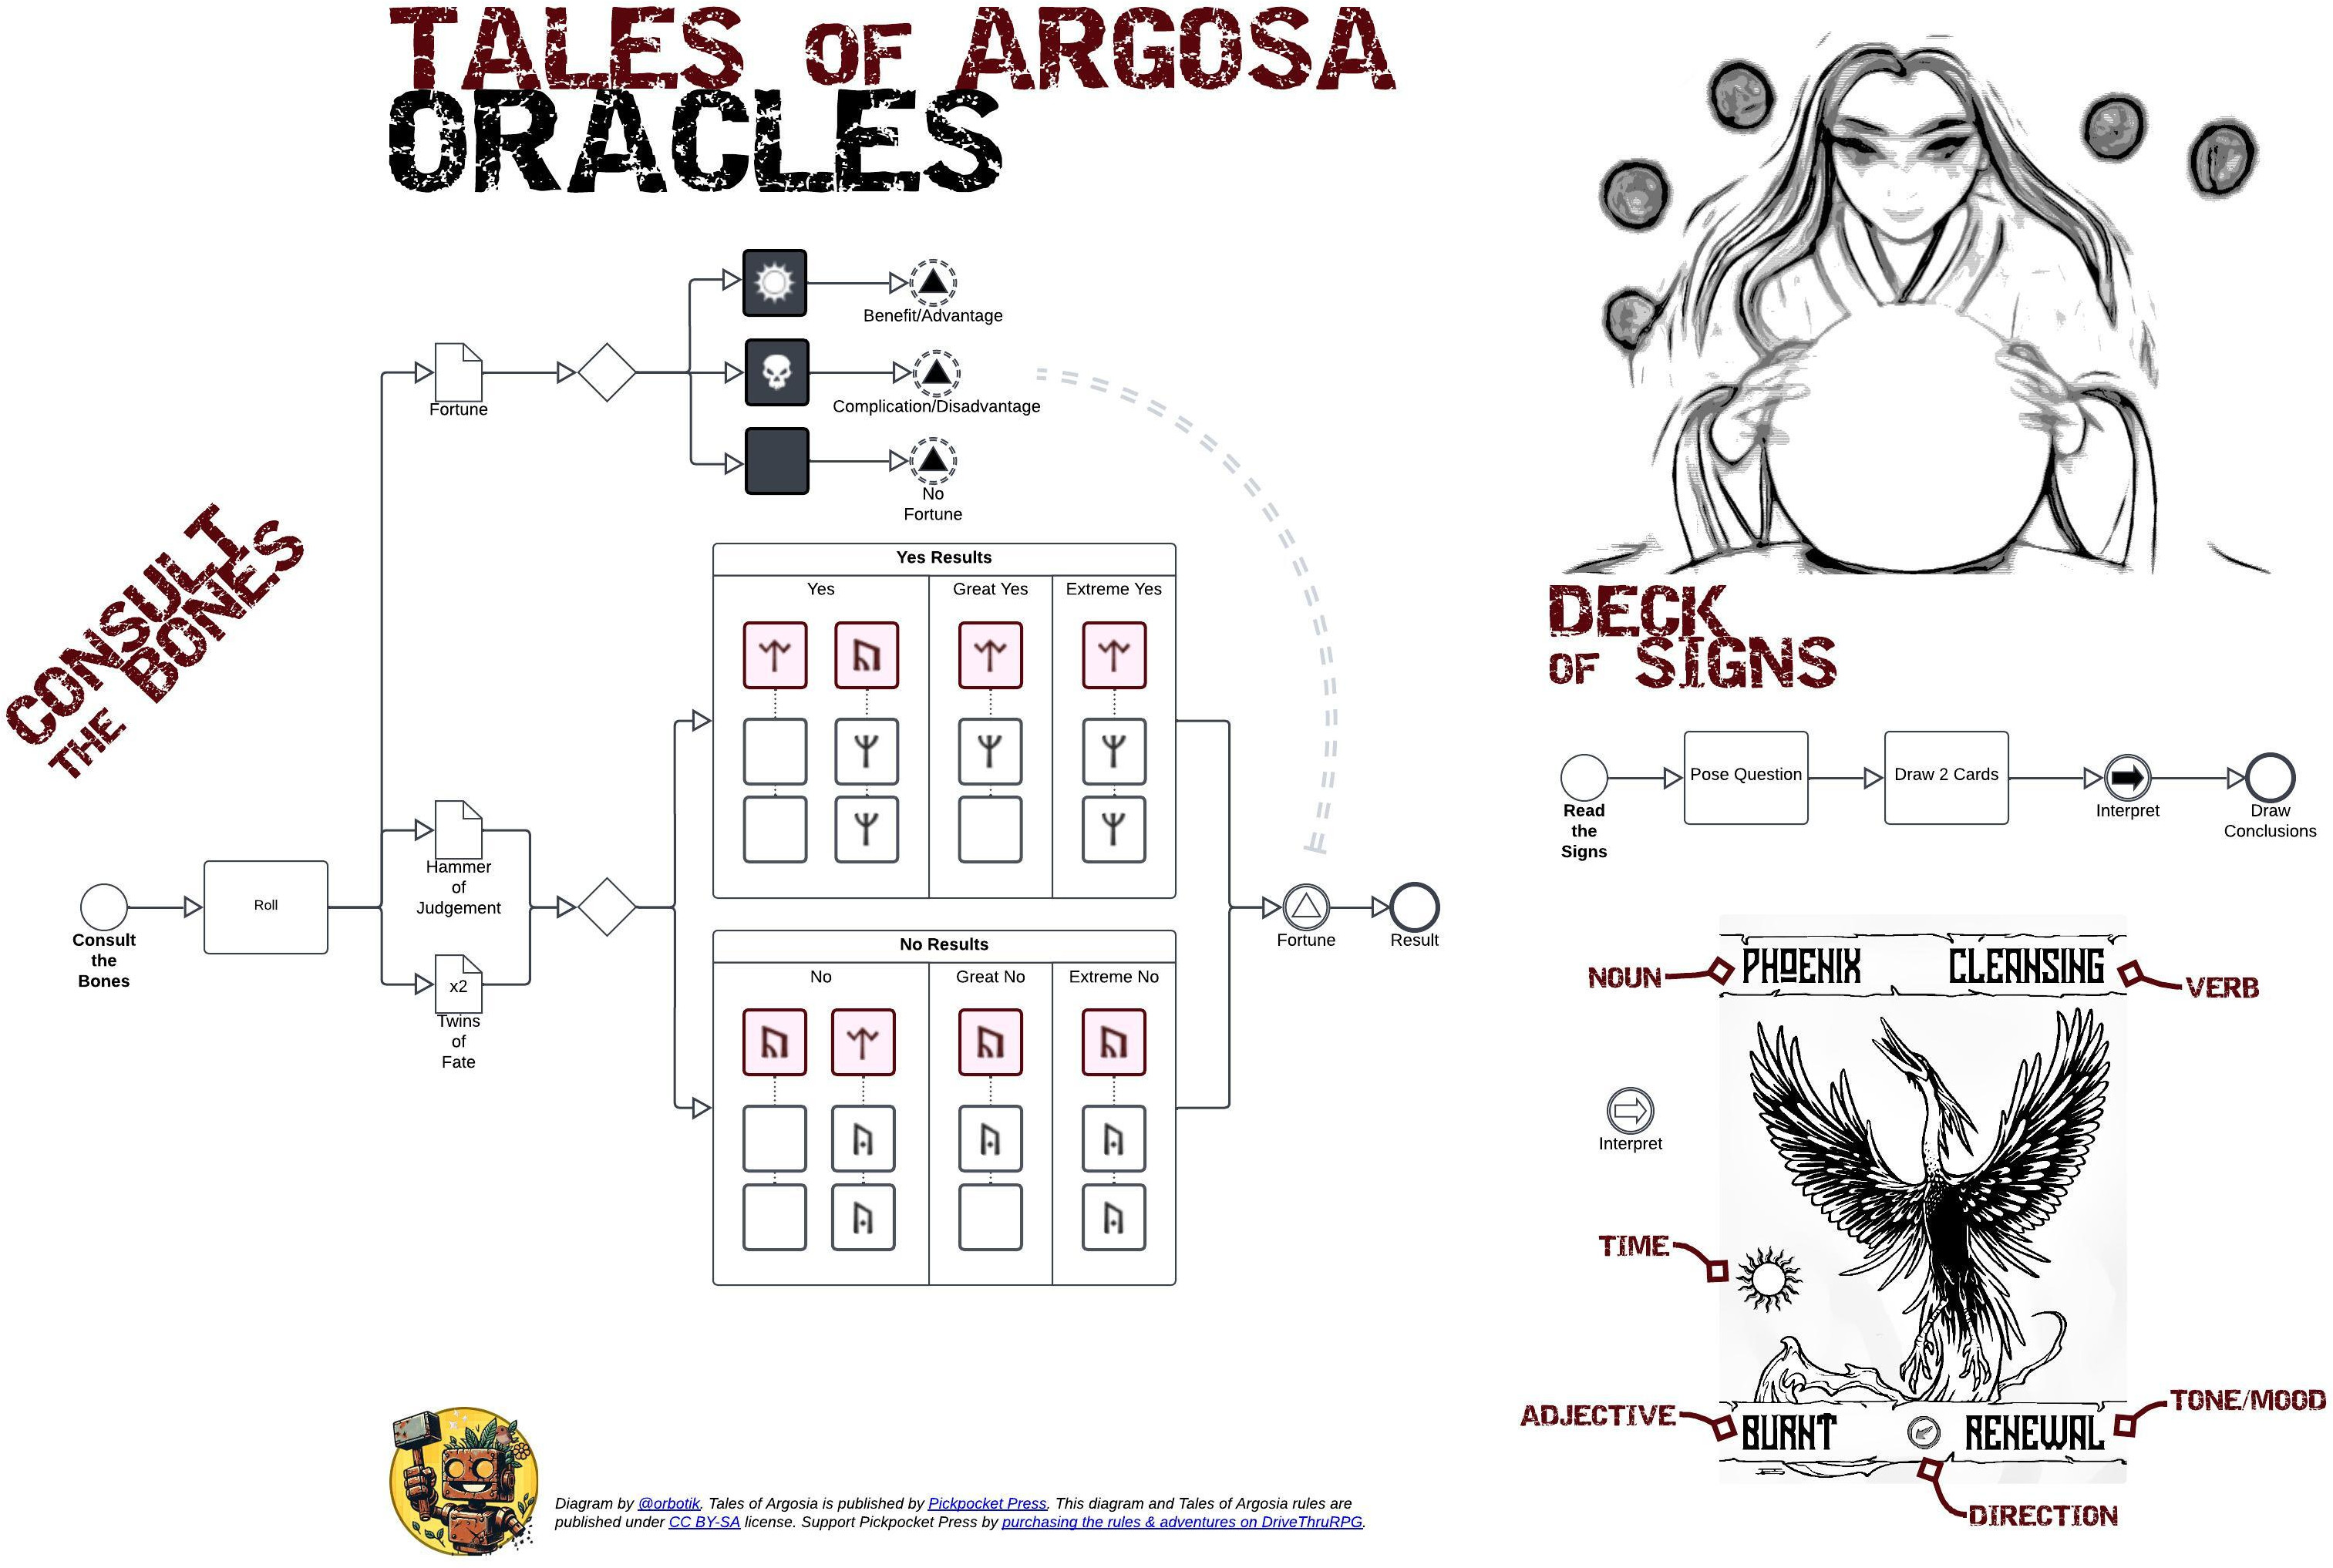 TALES OF ARGOSA
ORACLES
CONSULT
THE BONES
Benefit/Advantage
Fortune
Complication/Disadvantage
No
Fortune
Yes Results
Yes
Great Yes
Extreme Yes
Consult
the
Bones
Roll
Hammer
of
Judgement
x2
Twins
of
Fate
No Results
No
Great No
Extreme No
Fortune
Result
Diagram by @orbotik. Tales of Argosia is published by Pickpocket Press. This diagram and Tales of Argosia rules are
published under CC BY-SA license. Support Pickpocket Press by purchasing the rules & adventures on DriveThruRPG.
DECK
OF SIGNS
Read
the
Signs
Pose Question
Draw 2 Cards
Interpret
Draw
Conclusions
NOUN
PHOENIX
CLEANSING
VERB
Interpret
TIME
ADJECTIVE
BURNT
RENEWAL
TONE/MOOD
DIRECTION